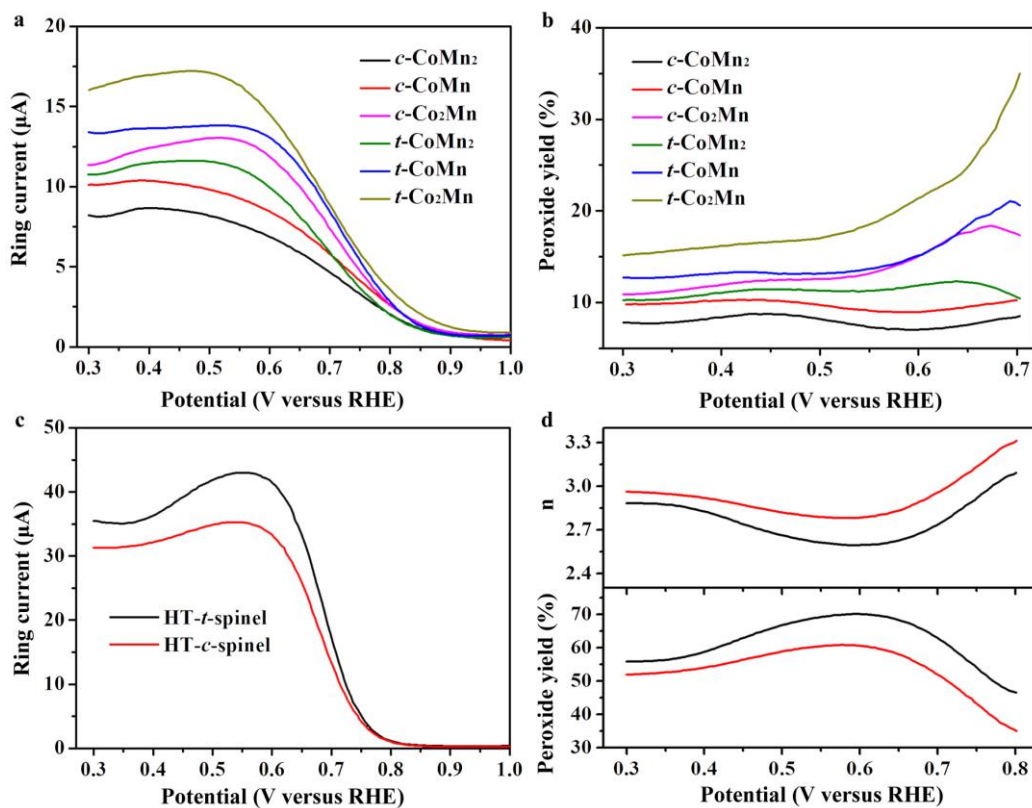 a
20
15
10
5
0
Ring current (μA)
c-CoMn₂
c-CoMn
c-Co₂Mn
t-CoMn₂
t-CoMn
t-Co₂Mn
0.3 0.4 0.5 0.6 0.7 0.8 0.9 1.0
Potential (V versus RHE)
b
40
30
20
10
Peroxide yield (%)
c-CoMn₂
c-CoMn
c-Co₂Mn
t-CoMn₂
t-CoMn
t-Co₂Mn
0.3 0.4 0.5 0.6 0.7
Potential (V versus RHE)
c
50
40
30
20
10
0
Ring current (μA)
HT-t-spinel
HT-c-spinel
0.3 0.4 0.5 0.6 0.7 0.8 0.9 1.0
Potential (V versus RHE)
d
3.3
3.0
2.7
2.4
n
70
60
50
40
30
Peroxide yield (%)
0.3 0.4 0.5 0.6 0.7 0.8
Potential (V versus RHE)